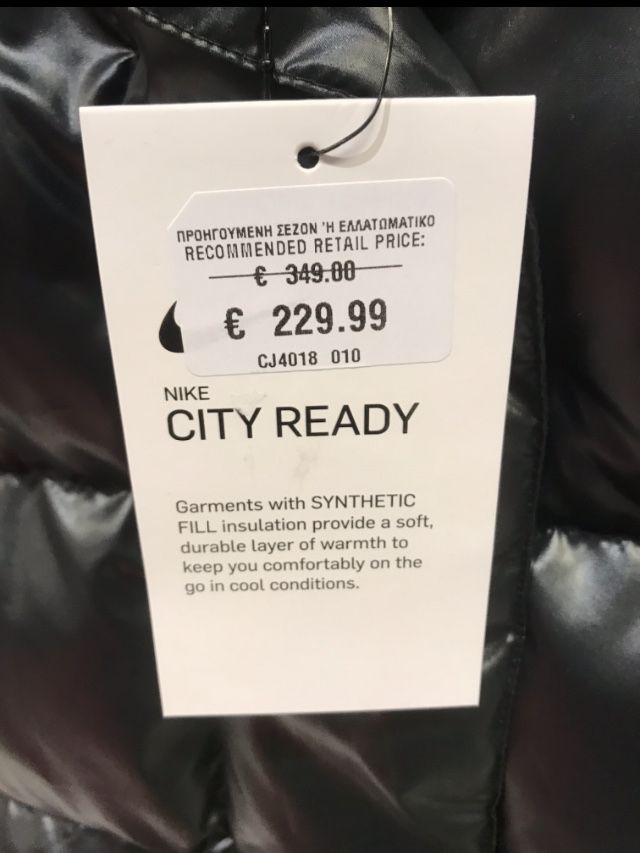 ΠΡΟΗΓΟΥΜΕΝΗ ΣΕΖΟΝ 'Η ΕΛΛΑΤΩΜΑΤΙΚΟ
RECOMMENDED RETAIL PRICE:
€ 349.00
€ 229.99
CJ4018 010
NIKE
CITY READY
Garments with SYNTHETIC
FILL insulation provide a soft,
durable layer of warmth to
keep you comfortably on the
go in cool conditions.